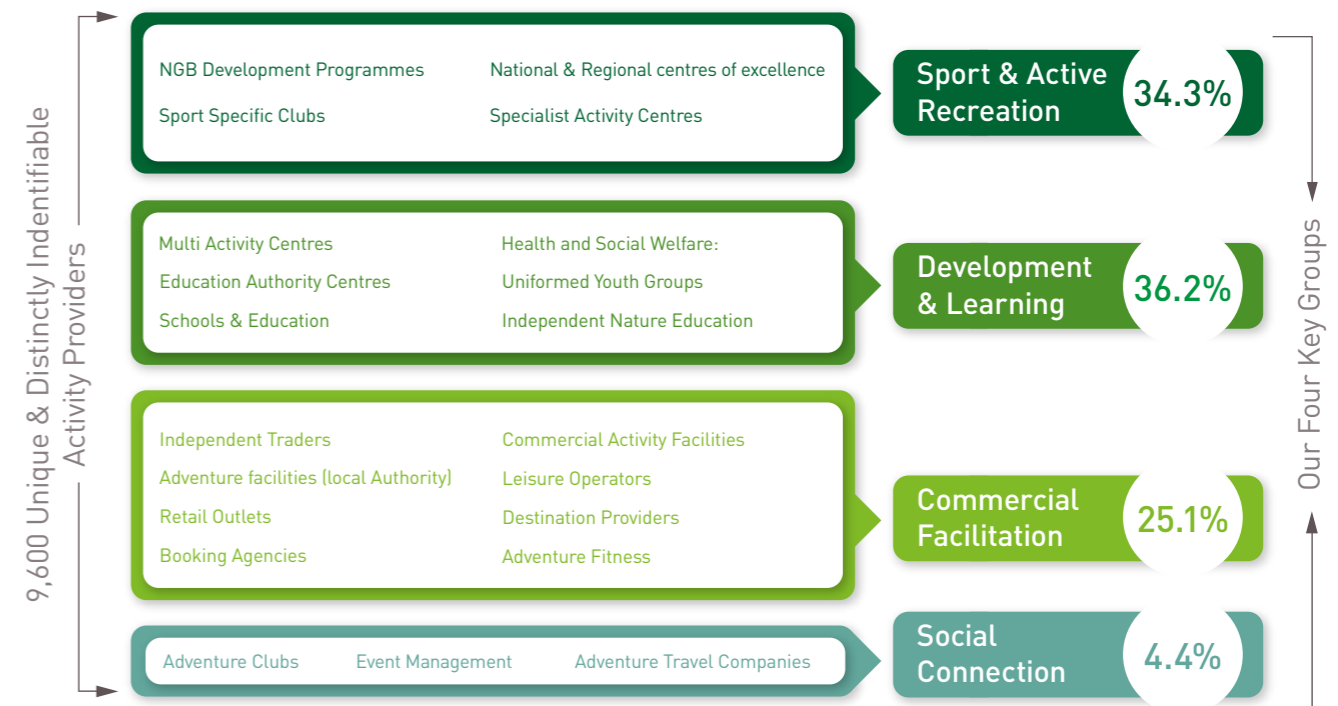 9,600 Unique & Distinctly Indentifiable
Activity Providers
NGB Development Programmes
National & Regional centres of excellence
Sport Specific Clubs
Specialist Activity Centres
Sport & Active
Recreation
34.3%
Multi Activity Centres
Health and Social Welfare:
Education Authority Centres
Uniformed Youth Groups
Schools & Education
Independent Nature Education
Development
& Learning
36.2%
Independent Traders
Commercial Activity Facilities
Adventure facilities (local Authority)
Leisure Operators
Retail Outlets
Destination Providers
Booking Agencies
Adventure Fitness
Commercial
Facilitation
25.1%
Adventure Clubs
Event Management
Adventure Travel Companies
Social
Connection
4.4%
Our Four Key Groups